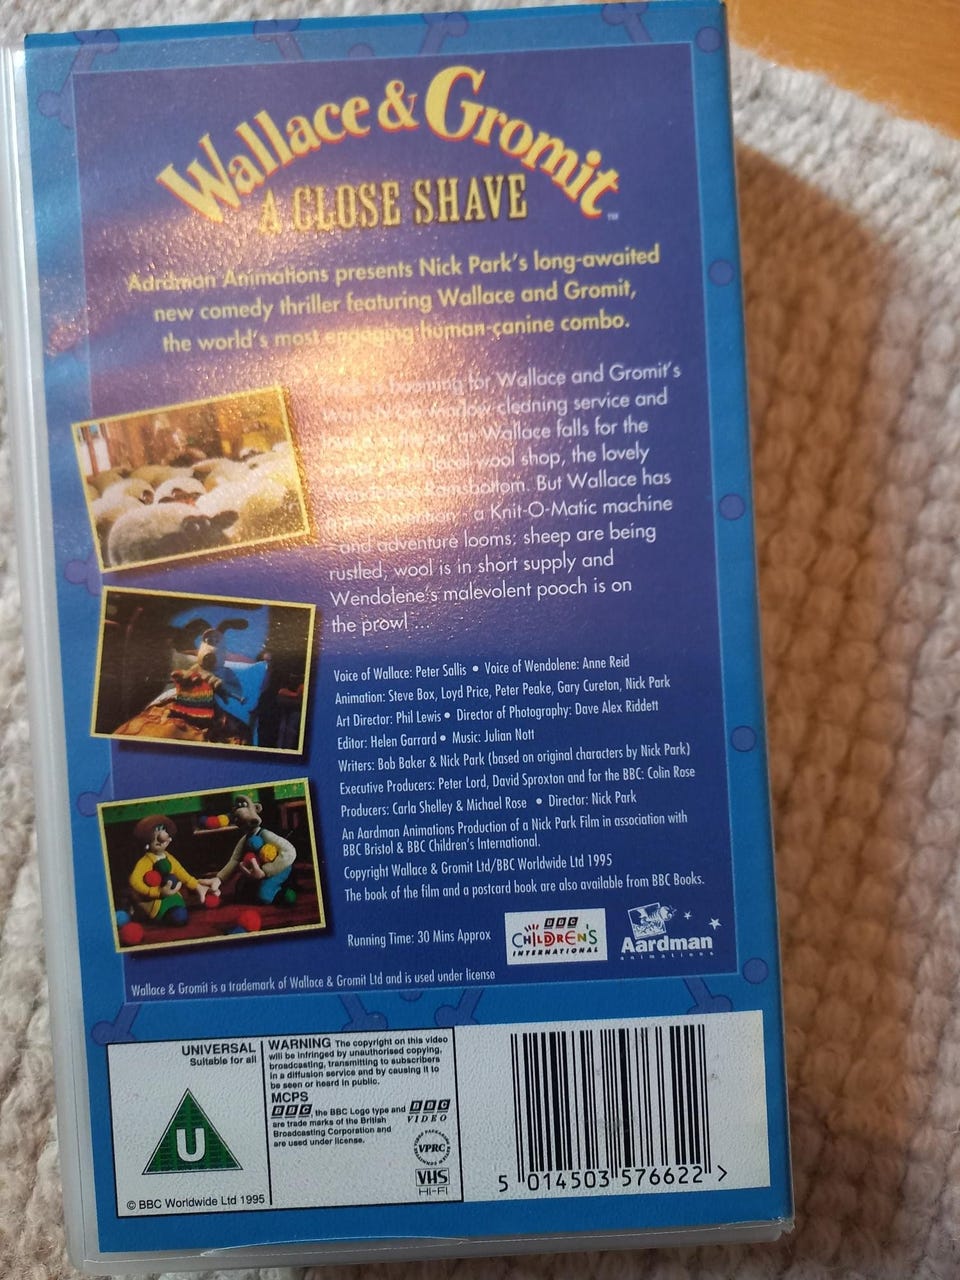 Wallace & Gromit
™
A CLOSE SHAVE
Aardman Animations presents Nick Park's long-awaited
new comedy thriller featuring Wallace and Gromit,
the world's most engaging human-canine combo.
is booming for Wallace and Gromit's
window cleaning service and
as Wallace falls for the
local wool shop, the lovely
Ramsbottom. But Wallace has
- a Knit-O-Matic machine
- and adventure looms: sheep are being
rustled, wool is in short supply and
Wendolene's malevolent pooch is on
the prowl ...
Voice of Wallace: Peter Sallis • Voice of Wendolene: Anne Reid
Animation: Steve Box, Loyd Price, Peter Peake, Gary Cureton, Nick Park
Art Director: Phil Lewis • Director of Photography: Dave Alex Riddett
Editor: Helen Garrard • Music: Julian Nott
Writers: Bob Baker & Nick Park (based on original characters by Nick Park)
Executive Producers: Peter Lord, David Sproxton and for the BBC: Colin Rose
Producers: Carla Shelley & Michael Rose • Director: Nick Park
An Aardman Animations Production of a Nick Park Film in association with
BBC Bristol & BBC Children's International.
Copyright Wallace & Gromit Ltd/BBC Worldwide Ltd 1995
The book of the film and a postcard book are also available from BBC Books.
Running Time: 30 Mins Approx
BBC
CHILDREN'S
INTERNATIONAL
Aardman
animations
Wallace & Gromit is a trademark of Wallace & Gromit Ltd and is used under license
UNIVERSAL
Suitable for all
U
© BBC Worldwide Ltd 1995
WARNING The copyright on this video
will be infringed by unauthorised copying,
broadcasting, transmitting to subscribers
in a diffusion service and by causing it to
be seen or heard in public.
MCPS
BBC, the BBC Logo type and
are trade marks of the British
Broadcasting Corporation and
are used under license.
BBC
VIDEO
VPRC
VHS
HI-FI
5 014503 576622 >